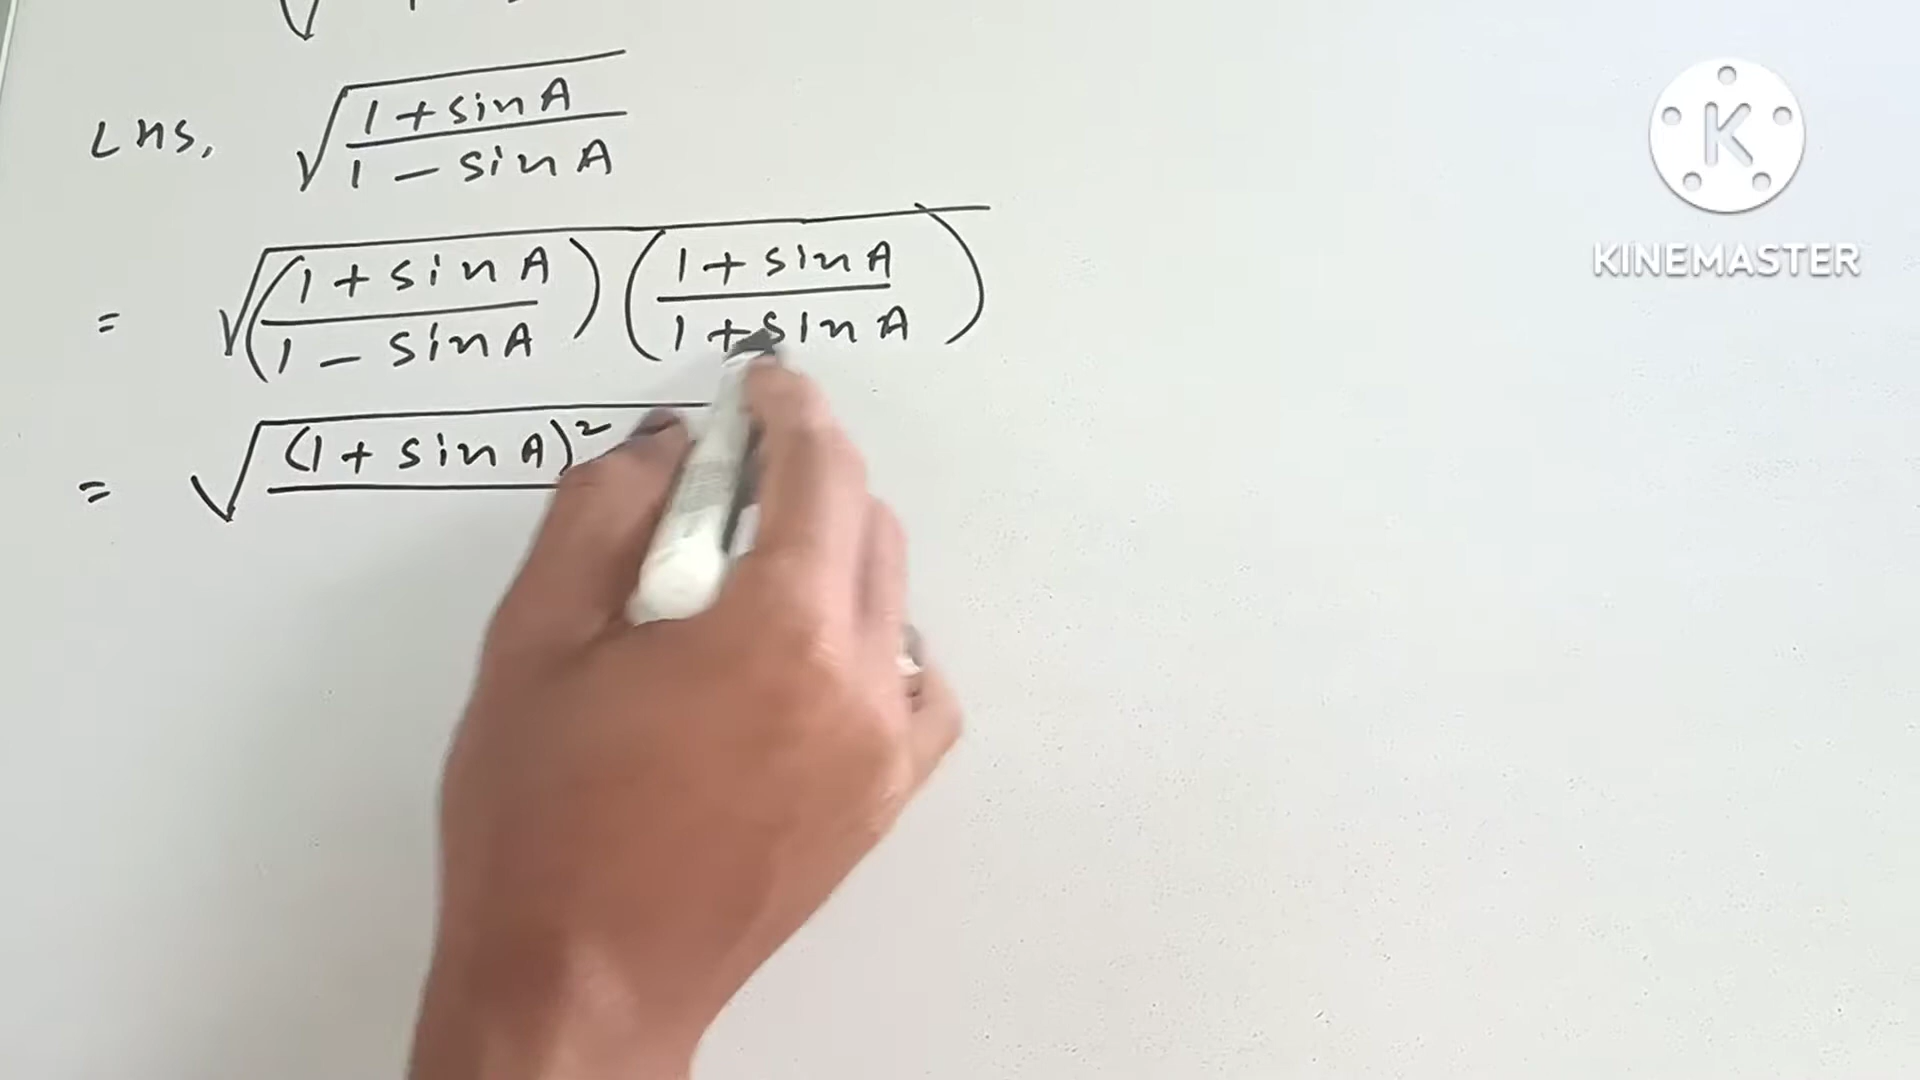 LHS, √(1+sinA / 1-sinA)
= √((1+sinA / 1-sinA) (1+sinA / 1+sinA))
= √((1+sinA)²
KINEMASTER